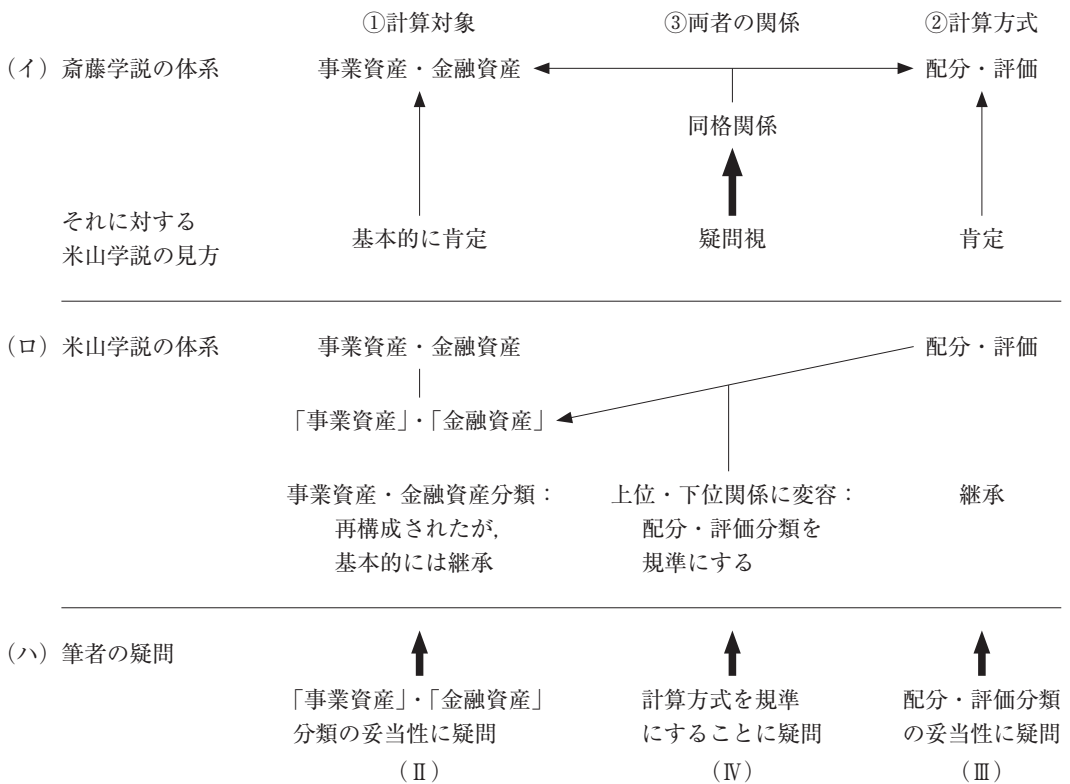 ①計算対象 ③両者の関係 ②計算方式
（イ）斎藤学説の体系 事業資産・金融資産 配分・評価
同格関係
それに対する
米山学説の見方 基本的に肯定 疑問視 肯定
（ロ）米山学説の体系 事業資産・金融資産 配分・評価
「事業資産」・「金融資産」
事業資産・金融資産分類： 上位・下位関係に変容： 継承
再構成されたが， 配分・評価分類を
基本的には継承 規準にする
（ハ）筆者の疑問
「事業資産」・「金融資産」 計算方式を規準 配分・評価分類
分類の妥当性に疑問 にすることに疑問 の妥当性に疑問
（Ⅱ） （Ⅳ） （Ⅲ）